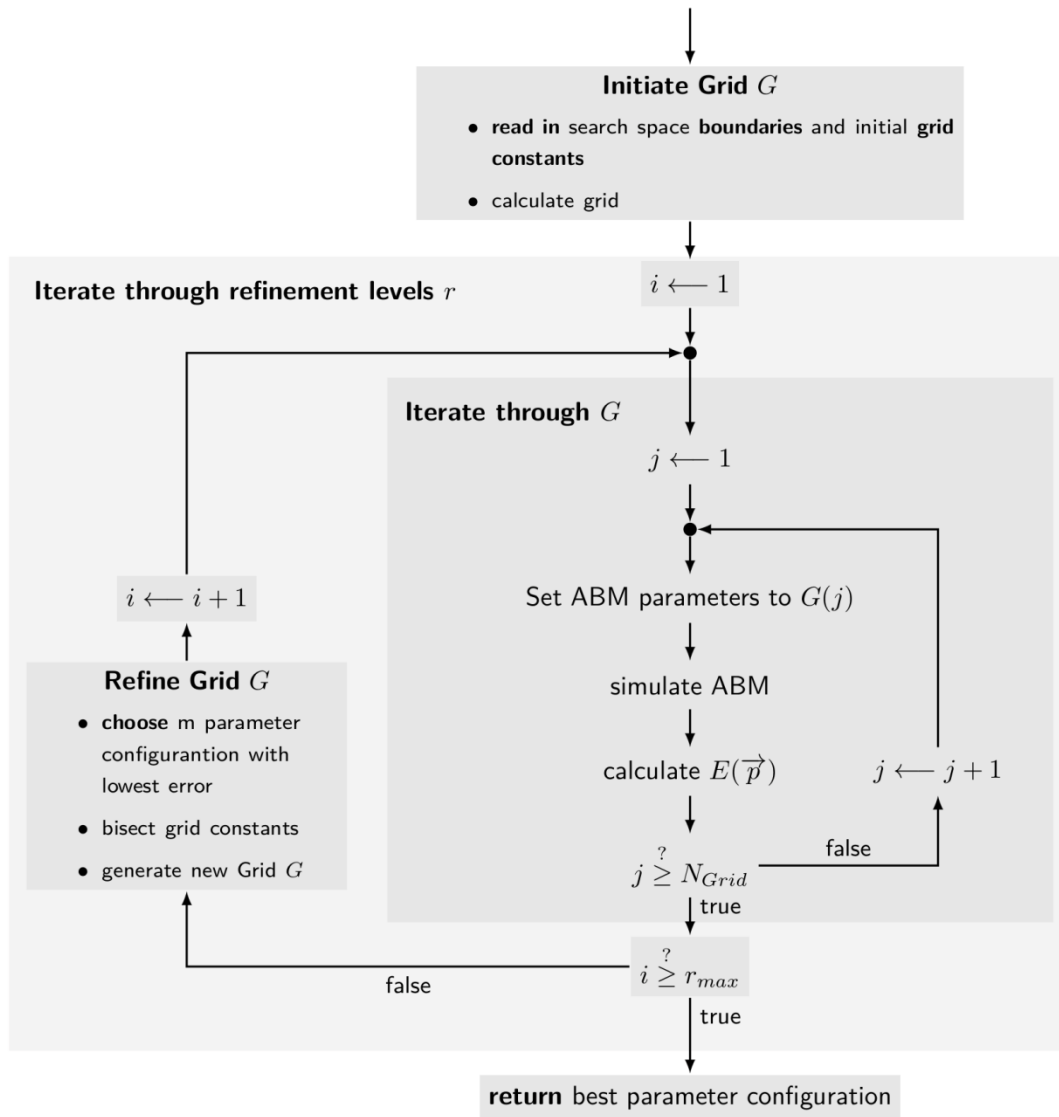 Initiate Grid G
• read in search space boundaries and initial grid
constants
• calculate grid
Iterate through refinement levels r
i ⟵ 1
Iterate through G
j ⟵ 1
Set ABM parameters to G(j)
simulate ABM
calculate E(p⃗)
j ≥? N_Grid
false
true
j ⟵ j + 1
i ⟵ i + 1
Refine Grid G
• choose m parameter
configurantion with
lowest error
• bisect grid constants
• generate new Grid G
i ≥? r_max
false
true
return best parameter configuration